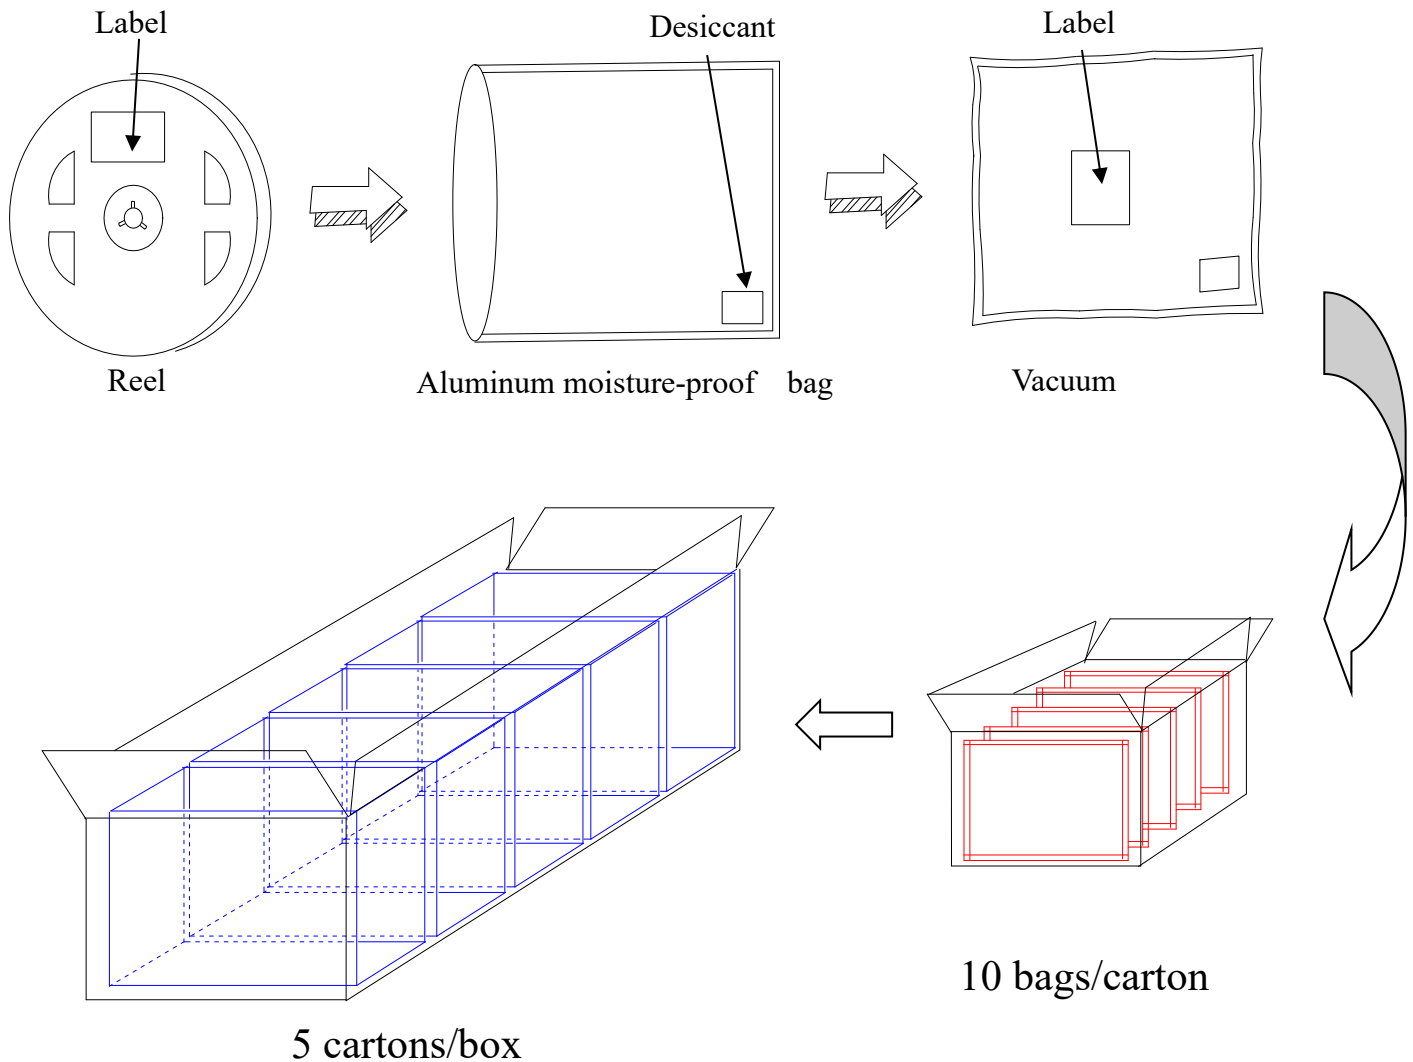 Label
Desiccant
Label
Reel
Aluminum moisture-proof bag
Vacuum
10 bags/carton
5 cartons/box